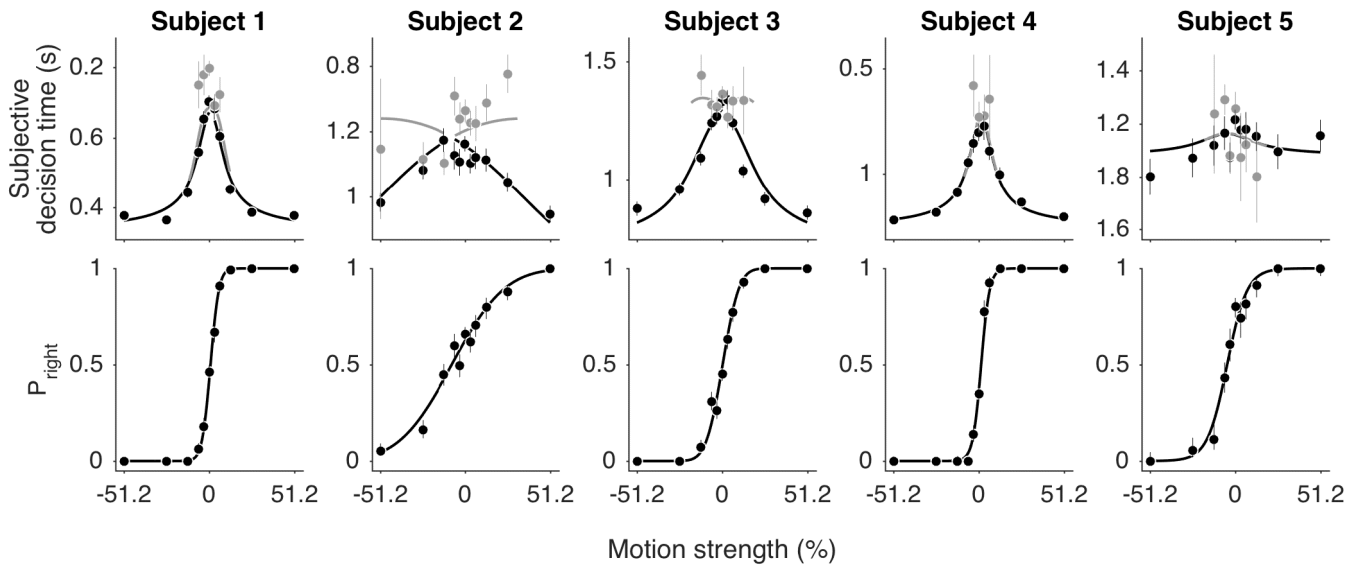 Subject 1 Subject 2 Subject 3 Subject 4 Subject 5
Subjective
decision time (s)
0.2 0.6 0.4
0.8 1.2 1
1.5 1
0.5 1
1.4 1.2 1.8 1.6
P right
1 0.5 0
1 0.5 0
1 0.5 0
1 0.5 0
1 0.5 0
-51.2 0 51.2 -51.2 0 51.2 -51.2 0 51.2 -51.2 0 51.2 -51.2 0 51.2
Motion strength (%)